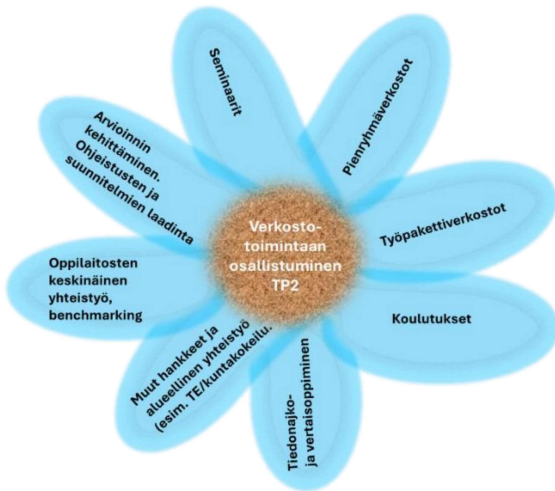 Seminaarit
Pienryhmäverkostot
Arvioinnin
kehittäminen.
Ohjeistusten ja
suunnitelmien laadinta
Verkosto-
toimintaan
osallistuminen
TP2
Työpakettiverkostot
Oppilaitosten
keskinäinen
yhteistyö,
benchmarking
Koulutukset
Muut hankkeet ja
alueellinen yhteistyö
(esim. TE/kuntakokeilu.
Tiedonajko-
ja vertaisoppiminen